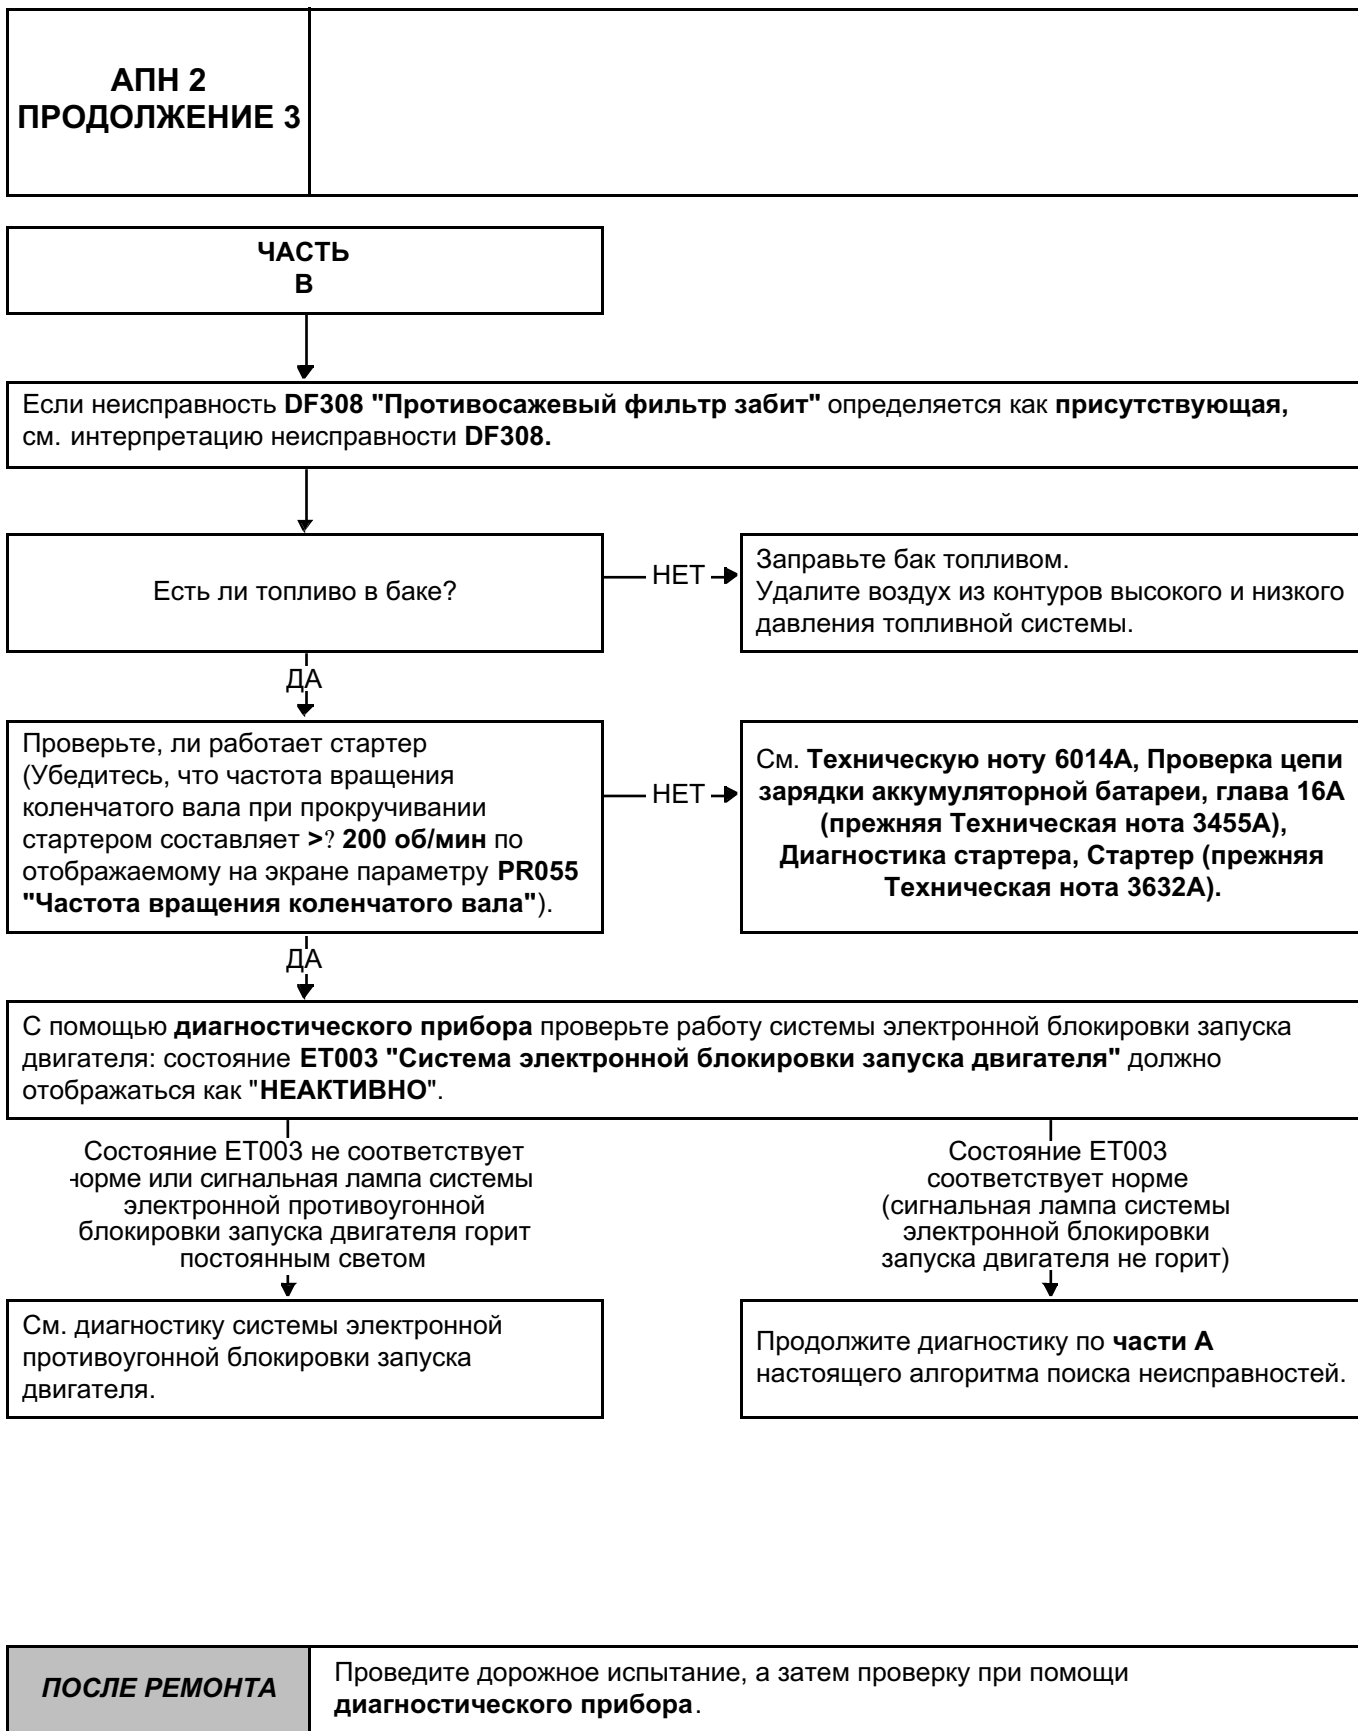 АПН 2
ПРОДОЛЖЕНИЕ 3
ЧАСТЬ
В
Если неисправность DF308 "Противосажевый фильтр забит" определяется как присутствующая,
см. интерпретацию неисправности DF308.
Есть ли топливо в баке?
НЕТ
Заправьте бак топливом.
Удалите воздух из контуров высокого и низкого
давления топливной системы.
ДА
Проверьте, ли работает стартер
(Убедитесь, что частота вращения
коленчатого вала при прокручивании
стартером составляет >? 200 об/мин по
отображаемому на экране параметру PR055
"Частота вращения коленчатого вала").
НЕТ
См. Техническую ноту 6014А, Проверка цепи
зарядки аккумуляторной батареи, глава 16А
(прежняя Техническая нота 3455А),
Диагностика стартера, Стартер (прежняя
Техническая нота 3632А).
ДА
С помощью диагностического прибора проверьте работу системы электронной блокировки запуска
двигателя: состояние ET003 "Система электронной блокировки запуска двигателя" должно
отображаться как "НЕАКТИВНО".
Состояние ET003 не соответствует
норме или сигнальная лампа системы
электронной противоугонной
блокировки запуска двигателя горит
постоянным светом
Состояние ET003
соответствует норме
(сигнальная лампа системы
электронной блокировки
запуска двигателя не горит)
См. диагностику системы электронной
противоугонной блокировки запуска
двигателя.
Продолжите диагностику по части А
настоящего алгоритма поиска неисправностей.
ПОСЛЕ РЕМОНТА
Проведите дорожное испытание, а затем проверку при помощи
диагностического прибора.